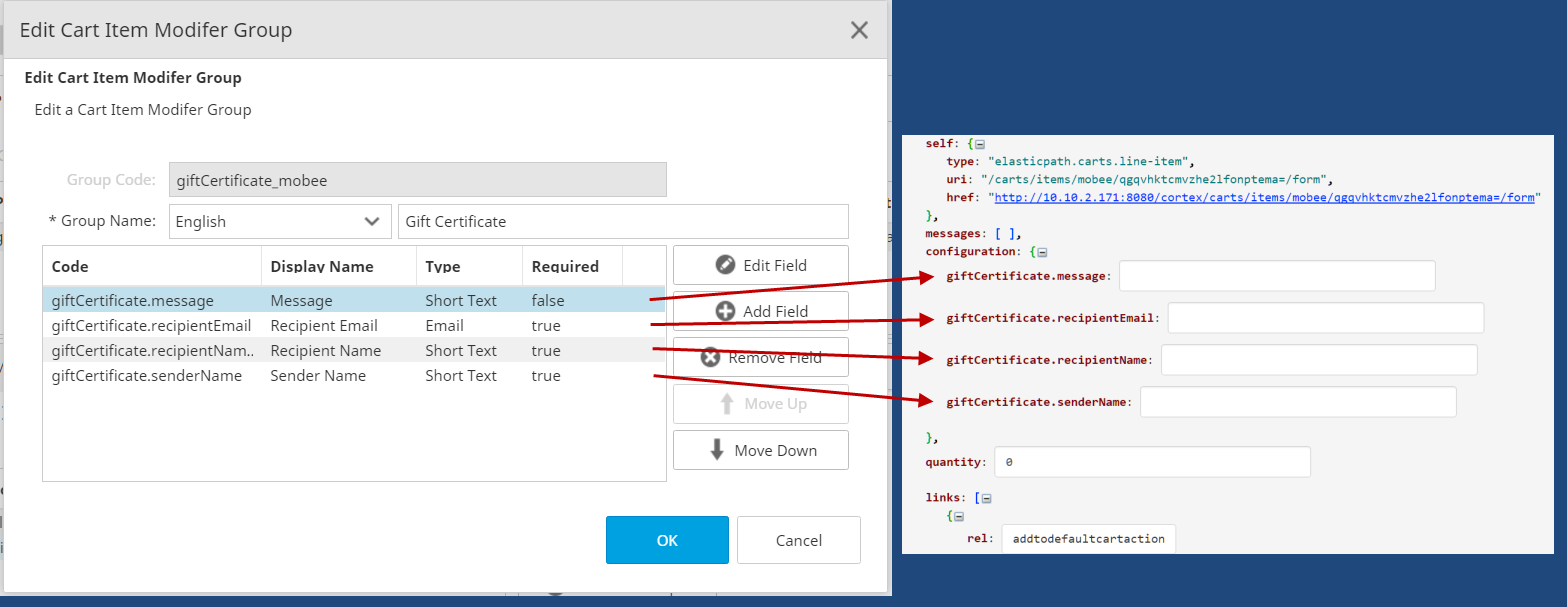 Edit Cart Item Modifer Group
Edit Cart Item Modifer Group
Edit a Cart Item Modifer Group
Group Code: giftCertificate_mobee
* Group Name: English Gift Certificate
Code Display Name Type Required
giftCertificate.message Message Short Text false
giftCertificate.recipientEmail Recipient Email Email true
giftCertificate.recipientNam.. Recipient Name Short Text true
giftCertificate.senderName Sender Name Short Text true
Edit Field
Add Field
Remove Field
Move Up
Move Down
OK Cancel
self: {
type: "elasticpath.carts.line-item",
uri: "/carts/items/mobee/qgqvhktcmvzhe2lfonptema=/form",
href: "http://10.10.2.171:8080/cortex/carts/items/mobee/qgqvhktcmvzhe2lfonptema=/form"
},
messages: [ ],
configuration: {
giftCertificate.message:
giftCertificate.recipientEmail:
giftCertificate.recipientName:
giftCertificate.senderName:
},
quantity: 0
links: [
{
rel: addtodefaultcartaction